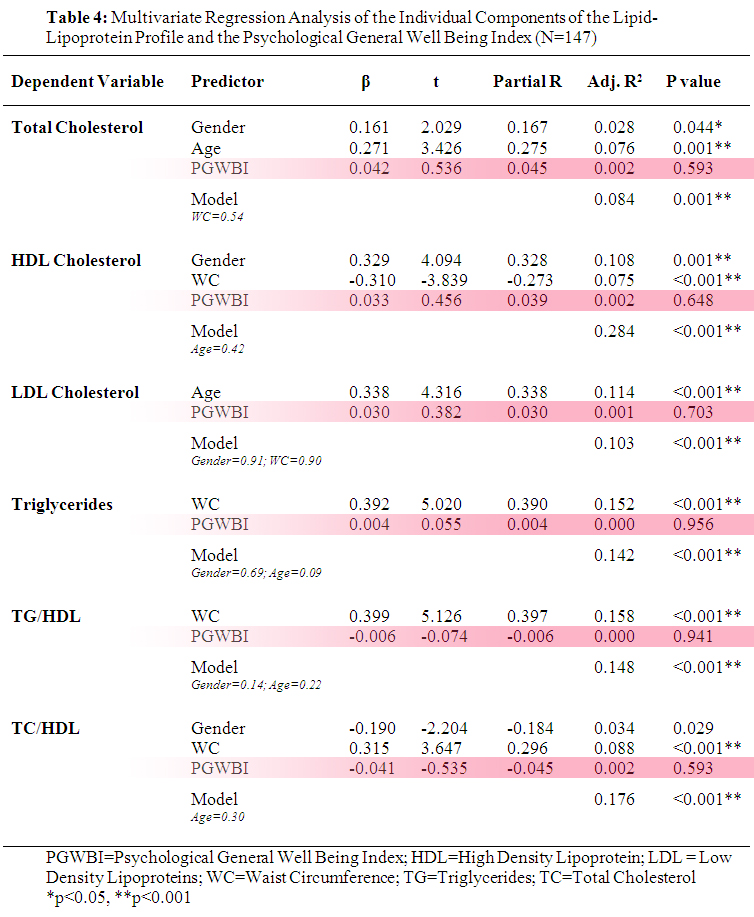 Table 4: Multivariate Regression Analysis of the Individual Components of the Lipid-
Lipoprotein Profile and the Psychological General Well Being Index (N=147)
Dependent Variable Predictor β t Partial R Adj. R² P value
Total Cholesterol Gender 0.161 2.029 0.167 0.028 0.044*
Age 0.271 3.426 0.275 0.076 0.001**
PGWBI 0.042 0.536 0.045 0.002 0.593
Model 0.084 0.001**
WC=0.54
HDL Cholesterol Gender 0.329 4.094 0.328 0.108 0.001**
WC -0.310 -3.839 -0.273 0.075 <0.001**
PGWBI 0.033 0.456 0.039 0.002 0.648
Model 0.284 <0.001**
Age=0.42
LDL Cholesterol Age 0.338 4.316 0.338 0.114 <0.001**
PGWBI 0.030 0.382 0.030 0.001 0.703
Model 0.103 <0.001**
Gender=0.91; WC=0.90
Triglycerides WC 0.392 5.020 0.390 0.152 <0.001**
PGWBI 0.004 0.055 0.004 0.000 0.956
Model 0.142 <0.001**
Gender=0.69; Age=0.09
TG/HDL WC 0.399 5.126 0.397 0.158 <0.001**
PGWBI -0.006 -0.074 -0.006 0.000 0.941
Model 0.148 <0.001**
Gender=0.14; Age=0.22
TC/HDL Gender -0.190 -2.204 -0.184 0.034 0.029
WC 0.315 3.647 0.296 0.088 <0.001**
PGWBI -0.041 -0.535 -0.045 0.002 0.593
Model 0.176 <0.001**
Age=0.30
PGWBI=Psychological General Well Being Index; HDL=High Density Lipoprotein; LDL = Low
Density Lipoproteins; WC=Waist Circumference; TG=Triglycerides; TC=Total Cholesterol
*p<0.05, **p<0.001